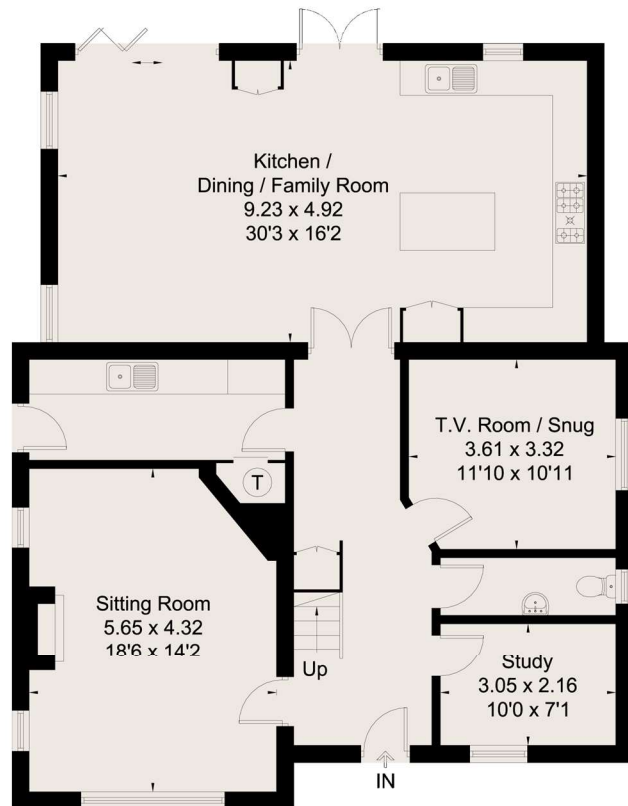 Kitchen /
Dining / Family Room
9.23 x 4.92
30'3 x 16'2
T.V. Room / Snug
3.61 x 3.32
11'10 x 10'11
T
Sitting Room
5.65 x 4.32
18'6 x 14'2
Up
Study
3.05 x 2.16
10'0 x 7'1
IN